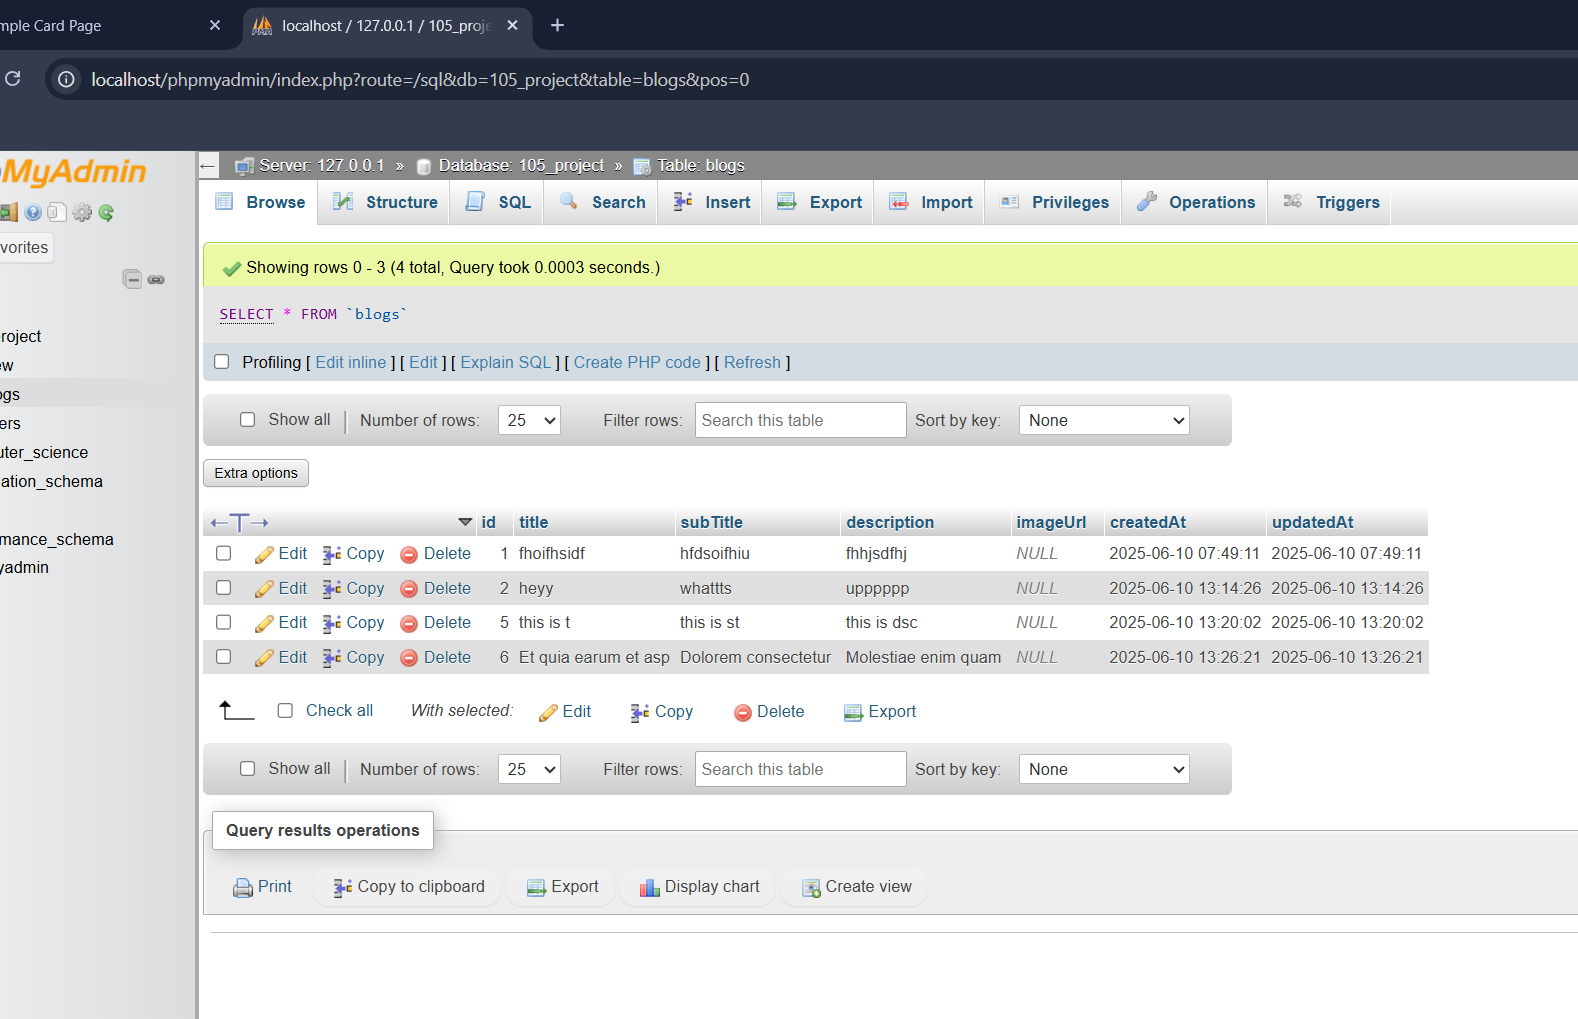 mple Card Page
localhost / 127.0.0.1 / 105_proje
localhost/phpmyadmin/index.php?route=/sql&db=105_project&table=blogs&pos=0
MyAdmin
vorites
roject
w
ogs
ers
uter_science
ation_schema
mance_schema
yadmin
Server: 127.0.0.1 » Database: 105_project » Table: blogs
Browse Structure SQL Search Insert Export Import Privileges Operations Triggers
Showing rows 0 - 3 (4 total, Query took 0.0003 seconds.)
SELECT * FROM `blogs`
Profiling [ Edit inline ] [ Edit ] [ Explain SQL ] [ Create PHP code ] [ Refresh ]
Show all Number of rows: 25 Filter rows: Search this table Sort by key: None
Extra options
id title subTitle description imageUrl createdAt updatedAt
Edit Copy Delete 1 fhoifhsidf hfdsoifhiu fhhjsdfhj NULL 2025-06-10 07:49:11 2025-06-10 07:49:11
Edit Copy Delete 2 heyy whattts upppppp NULL 2025-06-10 13:14:26 2025-06-10 13:14:26
Edit Copy Delete 5 this is t this is st this is dsc NULL 2025-06-10 13:20:02 2025-06-10 13:20:02
Edit Copy Delete 6 Et quia earum et asp Dolorem consectetur Molestiae enim quam NULL 2025-06-10 13:26:21 2025-06-10 13:26:21
Check all With selected: Edit Copy Delete Export
Show all Number of rows: 25 Filter rows: Search this table Sort by key: None
Query results operations
Print Copy to clipboard Export Display chart Create view